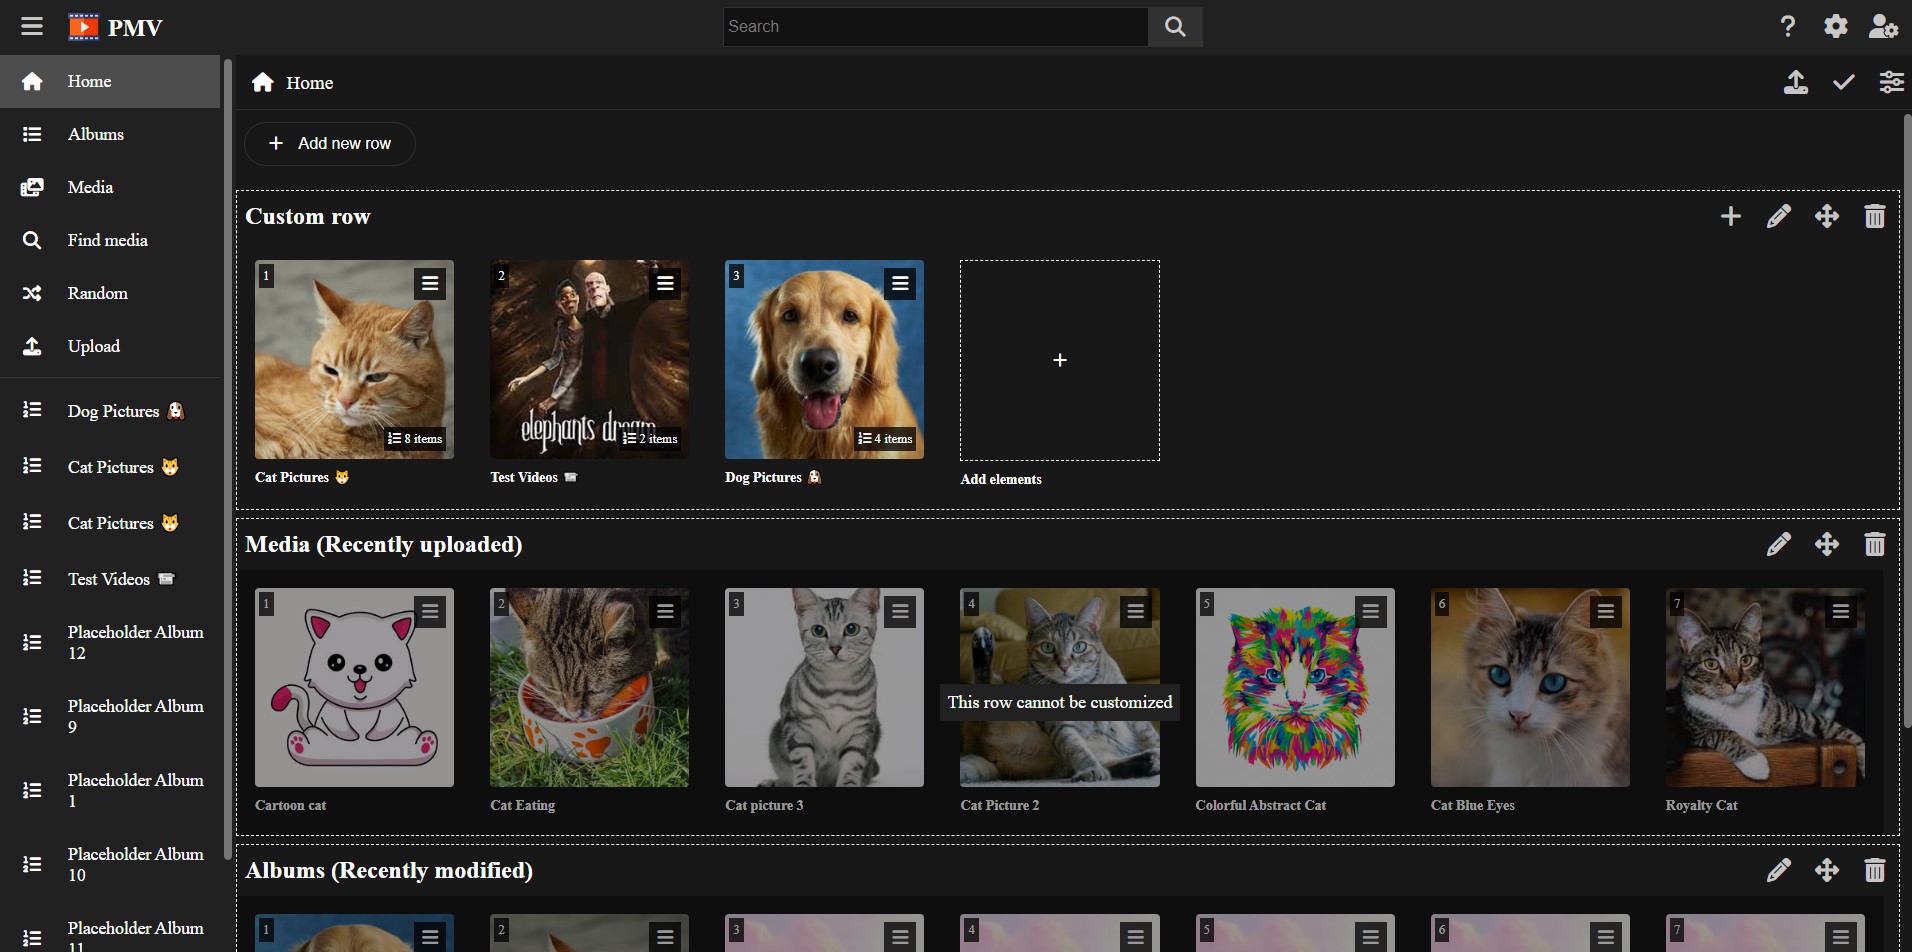 PMV
Search
Home
Albums
Media
Find media
Random
Upload
Dog Pictures 🐶
Cat Pictures 🐱
Cat Pictures 🐱
Test Videos 📹
Placeholder Album
12
Placeholder Album
9
Placeholder Album
1
Placeholder Album
10
Placeholder Album
11
Home
Add new row
Custom row
1
2
3
elephants dream
8 items
2 items
4 items
Cat Pictures 🐱
Test Videos 📹
Dog Pictures 🐶
Add elements
Media (Recently uploaded)
1
2
3
4
5
6
7
This row cannot be customized
Cartoon cat
Cat Eating
Cat picture 3
Cat Picture 2
Colorful Abstract Cat
Cat Blue Eyes
Royalty Cat
Albums (Recently modified)
1
2
3
4
5
6
7